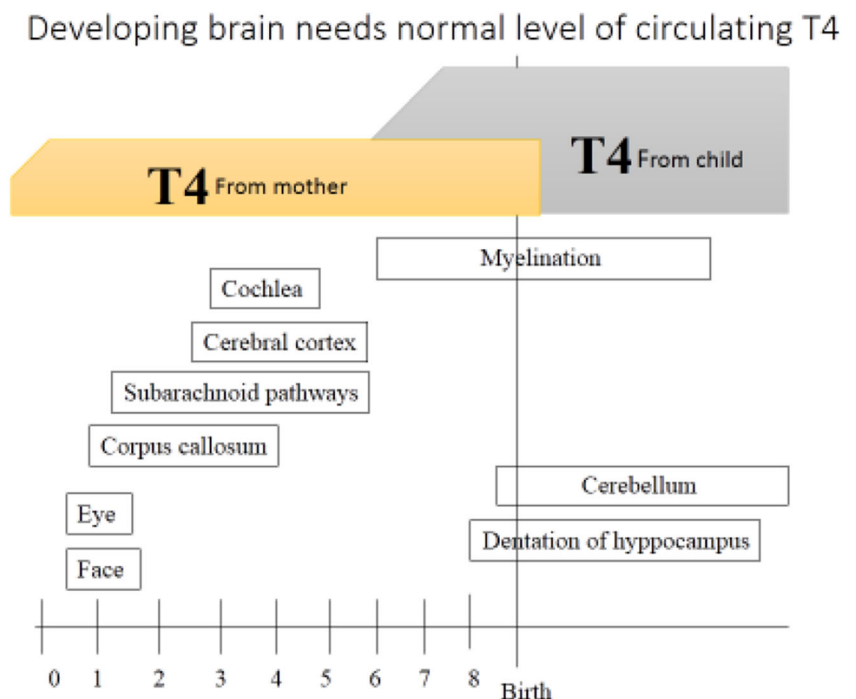 Developing brain needs normal level of circulating T4
T4 From child
T4 From mother
Myelination
Cochlea
Cerebral cortex
Subarachnoid pathways
Corpus callosum
Cerebellum
Eye
Dentation of hyppocampus
Face
0 1 2 3 4 5 6 7 8 Birth